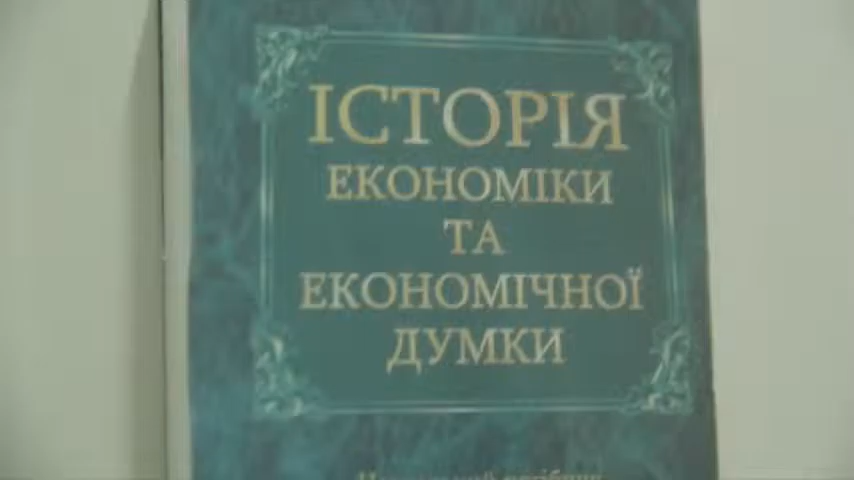 ІСТОРІЯ
ЕКОНОМІКИ
ТА
ЕКОНОМІЧНОЇ
ДУМКИ